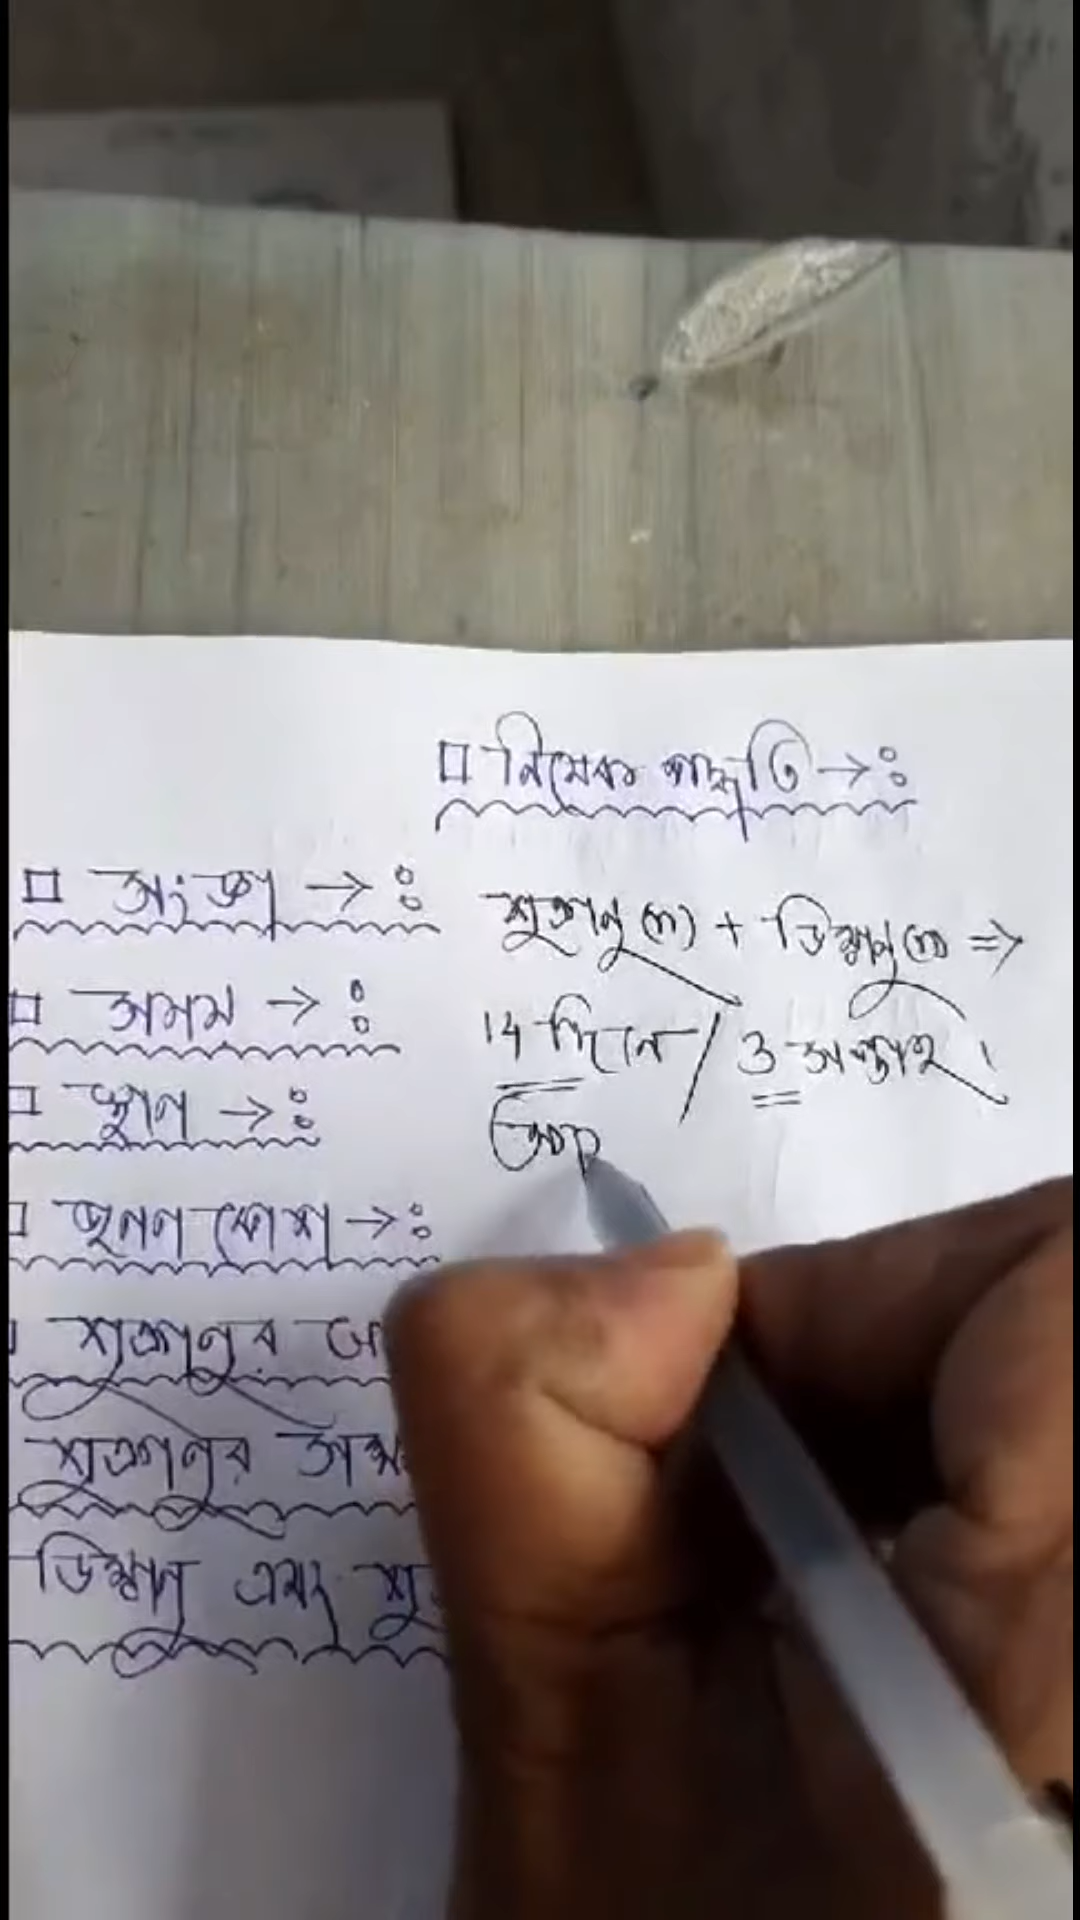 □ নিষেক পদ্ধতি →:
□ সংজ্ঞা →:
□ সময় →:
□ স্থান →:
□ জনন কোশ →:
□ শুক্রাণুর
শুক্রাণুর
ডিম্বাণু এবং
শুক্রাণু (n) + ডিম্বাণু (n) ⇒
14 দিনে / 3 সপ্তাহ ।